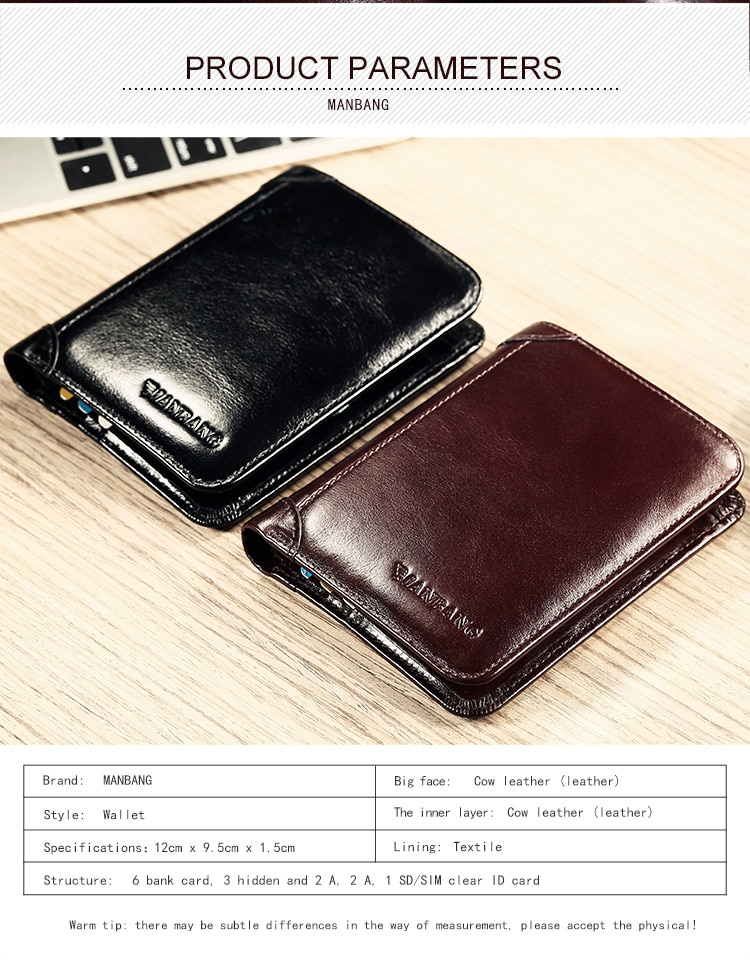 PRODUCT PARAMETERS
MANBANG
MANBANG
MANBANG
Brand: MANBANG
Big face: Cow leather (leather)
Style: Wallet
The inner layer: Cow leather (leather)
Specifications: 12cm x 9.5cm x 1.5cm
Lining: Textile
Structure: 6 bank card, 3 hidden and 2 A, 2 A, 1 SD/SIM clear ID card
Warm tip: there may be subtle differences in the way of measurement, please accept the physical!